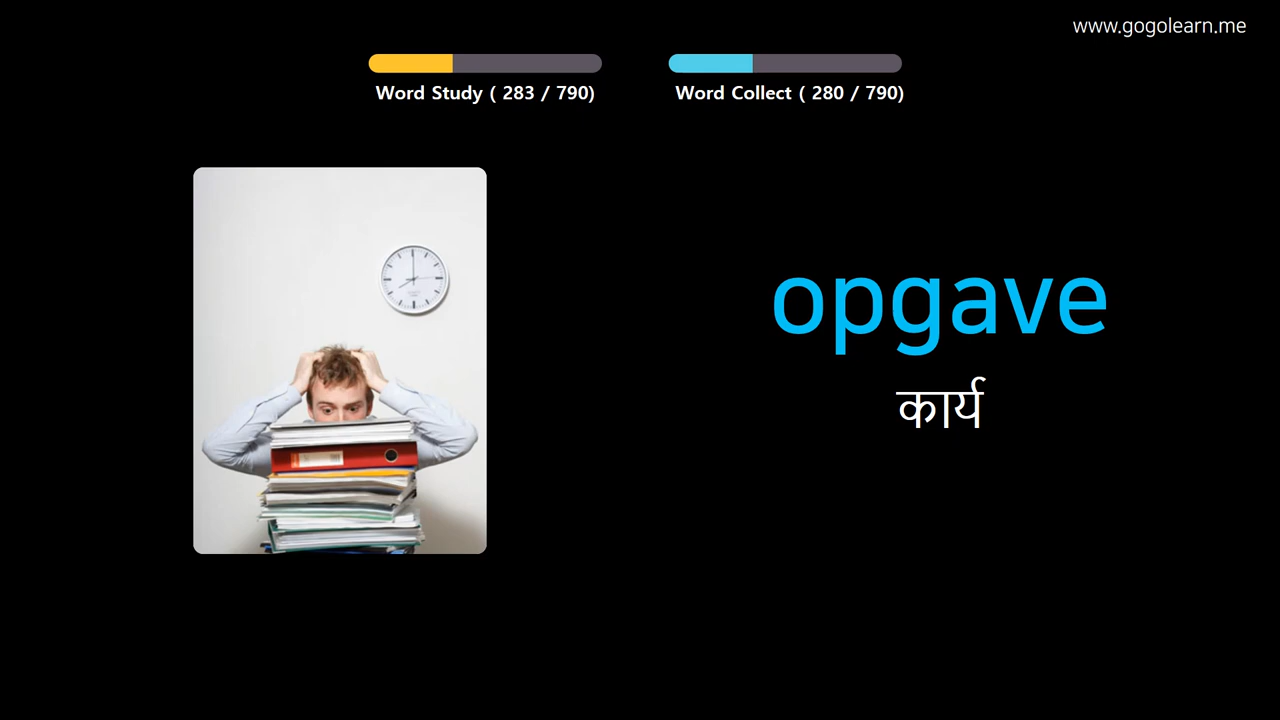 www.gogolearn.me
Word Study ( 283 / 790)
Word Collect ( 280 / 790)
opgave
कार्य